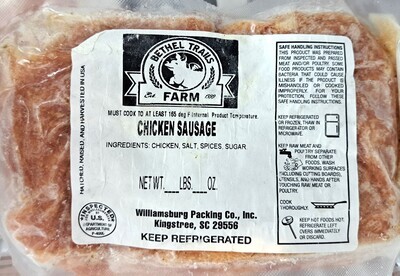 BETHEL TRAILS
Est. 1999
FARM
MUST COOK TO AT LEAST 165 deg F Internal Product Temperature
CHICKEN SAUSAGE
INGREDIENTS: CHICKEN, SALT, SPICES, SUGAR
NET WT. LBS. OZ.
Williamsburg Packing Co., Inc.
Kingstree, SC 29556
KEEP REFRIGERATED
HATCHED, RAISED, AND HARVESTED IN USA
INSPECTED
U.S.
DEPARTMENT OF
AGRICULTURE
SAFE HANDLING INSTRUCTIONS
THIS PRODUCT WAS PREPARED
FROM INSPECTED AND PASSED
MEAT AND/OR POULTRY. SOME
FOOD PRODUCTS MAY CONTAIN
BACTERIA THAT COULD CAUSE
ILLNESS IF THE PRODUCT IS
MISHANDLED OR COOKED
IMPROPERLY. FOR YOUR
PROTECTION, FOLLOW THESE
SAFE HANDLING INSTRUCTIONS.
KEEP REFRIGERATED
OR FROZEN, THAW IN
REFRIGERATOR OR
MICROWAVE.
KEEP RAW MEAT AND
POULTRY SEPARATE
FROM OTHER
FOODS. WASH
WORKING SURFACES
(INCLUDING CUTTING BOARDS),
UTENSILS, AND HANDS AFTER
TOUCHING RAW MEAT OR
POULTRY.
COOK
THOROUGHLY.
KEEP HOT FOODS HOT.
REFRIGERATE LEFT
OVERS IMMEDIATELY
OR DISCARD.